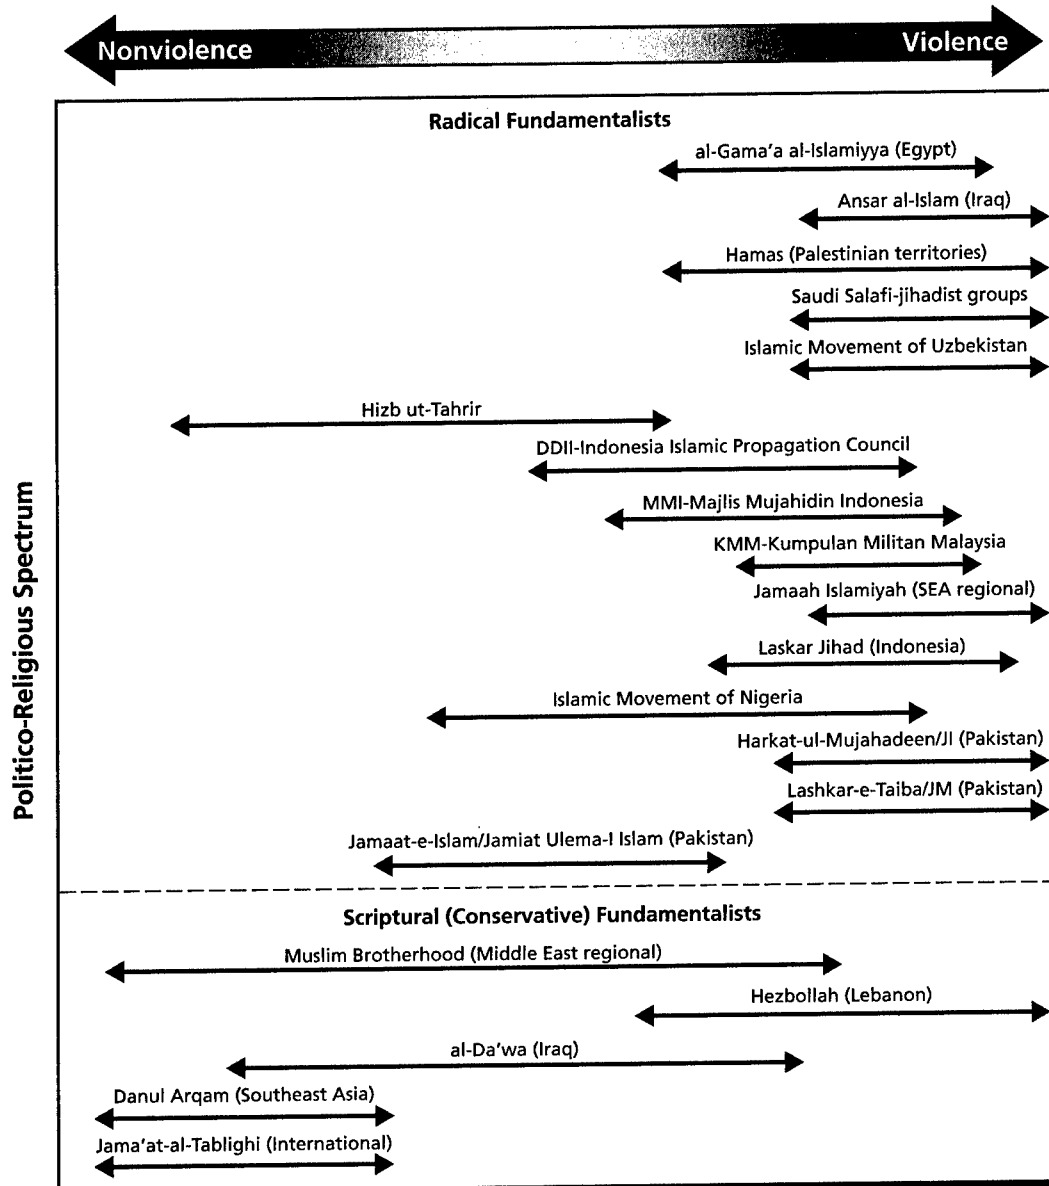 Nonviolence
Violence
Radical Fundamentalists
al-Gama'a al-Islamiyya (Egypt)
Ansar al-Islam (Iraq)
Hamas (Palestinian territories)
Saudi Salafi-jihadist groups
Islamic Movement of Uzbekistan
Hizb ut-Tahrir
DDII-Indonesia Islamic Propagation Council
MMI-Majlis Mujahidin Indonesia
KMM-Kumpulan Militan Malaysia
Jamaah Islamiyah (SEA regional)
Laskar Jihad (Indonesia)
Islamic Movement of Nigeria
Harkat-ul-Mujahadeen/JI (Pakistan)
Lashkar-e-Taiba/JM (Pakistan)
Jamaat-e-Islam/Jamiat Ulema-I Islam (Pakistan)
Politico-Religious Spectrum
Scriptural (Conservative) Fundamentalists
Muslim Brotherhood (Middle East regional)
Hezbollah (Lebanon)
al-Da'wa (Iraq)
Danul Arqam (Southeast Asia)
Jama'at-al-Tablighi (International)